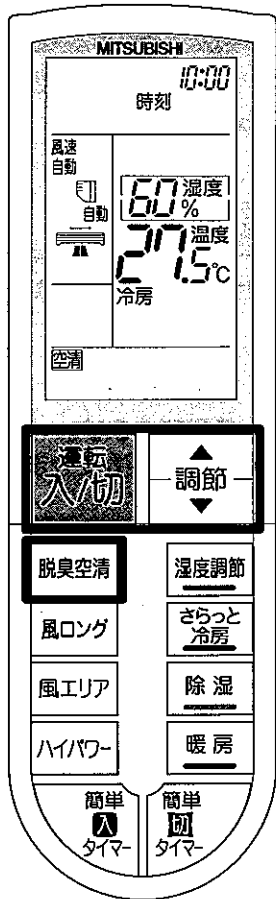 MITSUBISHI
10:00
時刻
風速
自動
自動
60 湿度
%
27.5℃ 温度
冷房
空清
運転
入/切
▲
調節
▼
脱臭空清
湿度調節
風ロング
さらっと
冷房
風エリア
除湿
ハイパワー
暖房
簡単
入
タイマー
簡単
切
タイマー